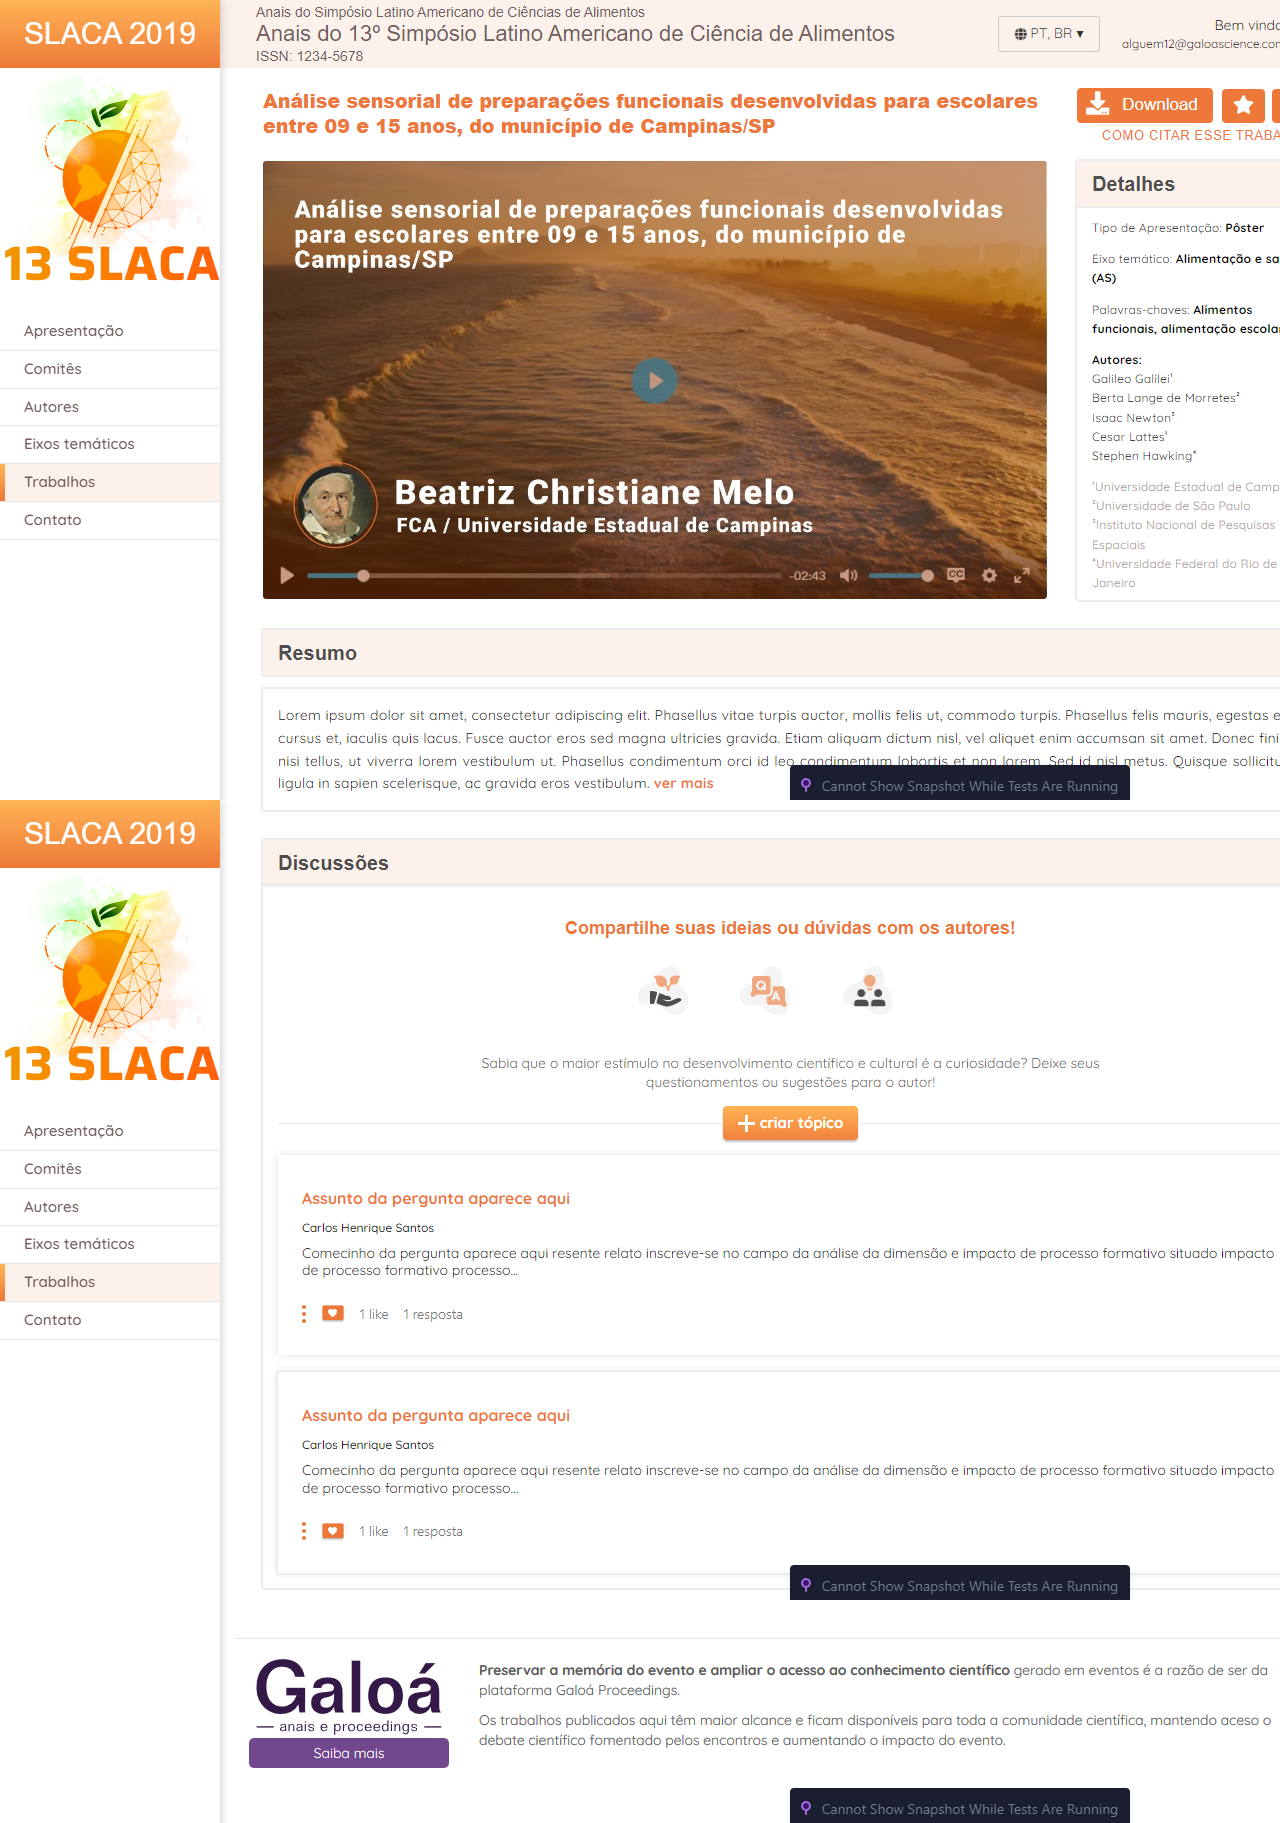 SLACA 2019
13 SLACA
Apresentação
Comitês
Autores
Eixos temáticos
Trabalhos
Contato
Anais do Simpósio Latino Americano de Ciências de Alimentos
Anais do 13º Simpósio Latino Americano de Ciência de Alimentos
ISSN: 1234-5678
PT, BR ▾
Bem vindo
alguem12@galoascience.com
Análise sensorial de preparações funcionais desenvolvidas para escolares
entre 09 e 15 anos, do município de Campinas/SP
Download
COMO CITAR ESSE TRABA
Análise sensorial de preparações funcionais desenvolvidas
para escolares entre 09 e 15 anos, do município de
Campinas/SP
Beatriz Christiane Melo
FCA / Universidade Estadual de Campinas
-02:43
CC
Detalhes
Tipo de Apresentação: Pôster
Eixo temático: Alimentação e sa
(AS)
Palavras-chaves: Alimentos
funcionais, alimentação escola
Autores:
Galileo Galilei¹
Berta Lange de Morretes²
Isaac Newton³
Cesar Lattes¹
Stephen Hawking⁴
¹Universidade Estadual de Camp
²Universidade de São Paulo
³Instituto Nacional de Pesquisas
Espaciais
⁴Universidade Federal do Rio de
Janeiro
Resumo
Lorem ipsum dolor sit amet, consectetur adipiscing elit. Phasellus vitae turpis auctor, mollis felis ut, commodo turpis. Phasellus felis mauris, egestas e
cursus et, iaculis quis lacus. Fusce auctor eros sed magna ultricies gravida. Etiam aliquam dictum nisl, vel aliquet enim accumsan sit amet. Donec fini
nisi tellus, ut viverra lorem vestibulum ut. Phasellus condimentum orci id leo condimentum lobortis et non lorem. Sed id nisl metus. Quisque sollicitu
ligula in sapien scelerisque, ac gravida eros vestibulum. ver mais
Cannot Show Snapshot While Tests Are Running
SLACA 2019
13 SLACA
Apresentação
Comitês
Autores
Eixos temáticos
Trabalhos
Contato
Discussões
Compartilhe suas ideias ou dúvidas com os autores!
Q
A
Sabia que o maior estímulo no desenvolvimento científico e cultural é a curiosidade? Deixe seus
questionamentos ou sugestões para o autor!
criar tópico
Assunto da pergunta aparece aqui
Carlos Henrique Santos
Comecinho da pergunta aparece aqui resente relato inscreve-se no campo da análise da dimensão e impacto de processo formativo situado impacto
de processo formativo processo...
1 like 1 resposta
Assunto da pergunta aparece aqui
Carlos Henrique Santos
Comecinho da pergunta aparece aqui resente relato inscreve-se no campo da análise da dimensão e impacto de processo formativo situado impacto
de processo formativo processo...
1 like 1 resposta
Cannot Show Snapshot While Tests Are Running
Galoá
anais e proceedings
Saiba mais
Preservar a memória do evento e ampliar o acesso ao conhecimento científico gerado em eventos é a razão de ser da
plataforma Galoá Proceedings.
Os trabalhos publicados aqui têm maior alcance e ficam disponíveis para toda a comunidade científica, mantendo aceso o
debate científico fomentado pelos encontros e aumentando o impacto do evento.
Cannot Show Snapshot While Tests Are Running